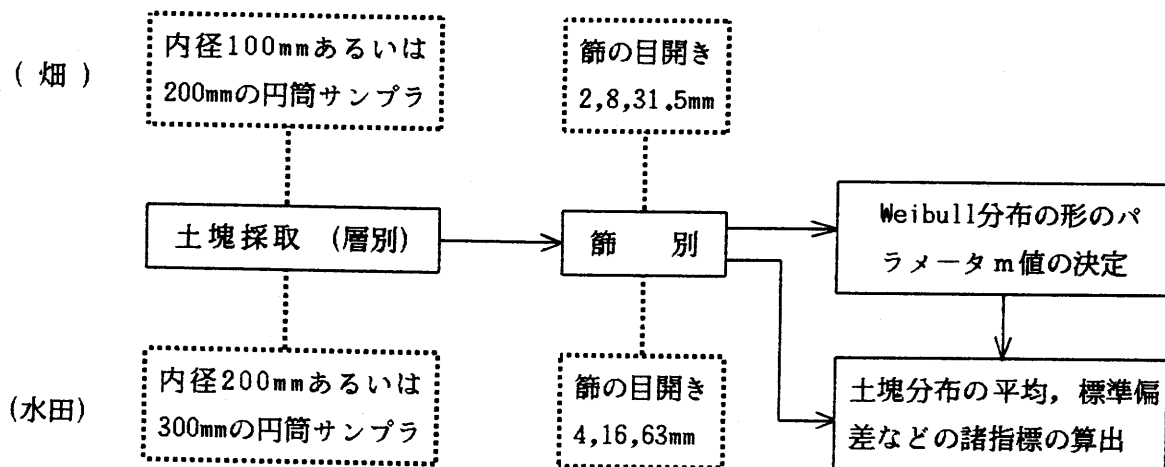 (畑)
内径100mmあるいは
200mmの円筒サンプラ
篩の目開き
2,8,31.5mm
土塊採取 (層別)
篩 別
Weibull分布の形のパ
ラメータm値の決定
(水田)
内径200mmあるいは
300mmの円筒サンプラ
篩の目開き
4,16,63mm
土塊分布の平均，標準偏
差などの諸指標の算出